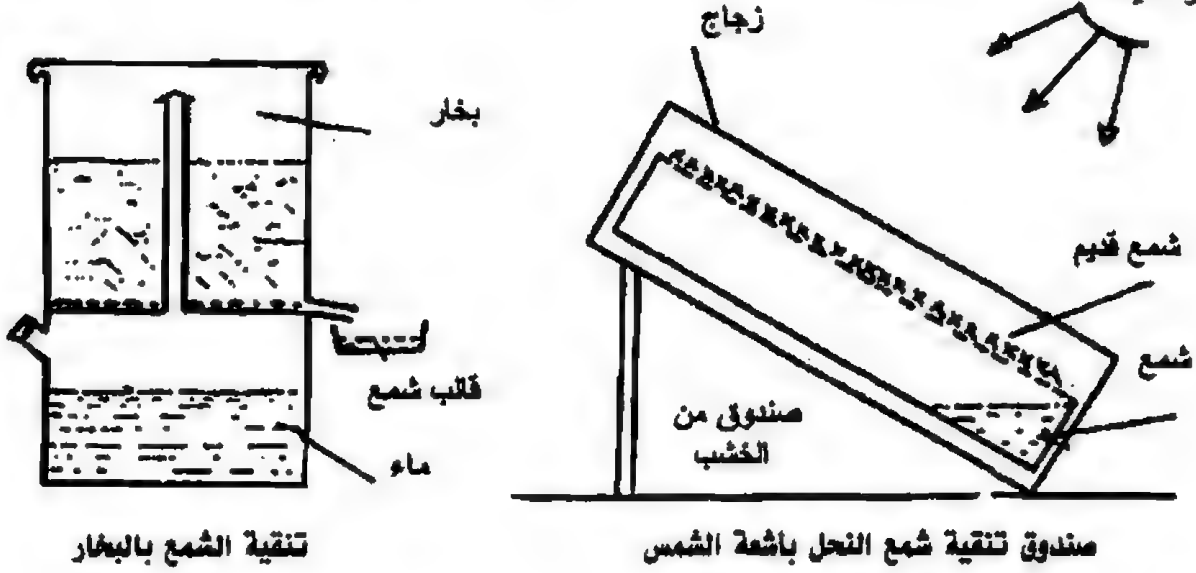 زجاج
بخار
شمع قديم
شمع
قالب شمع
صندوق من
الخشب
ماء
صندوق تنقية شمع النحل بأشعة الشمس
تنقية الشمع بالبخار